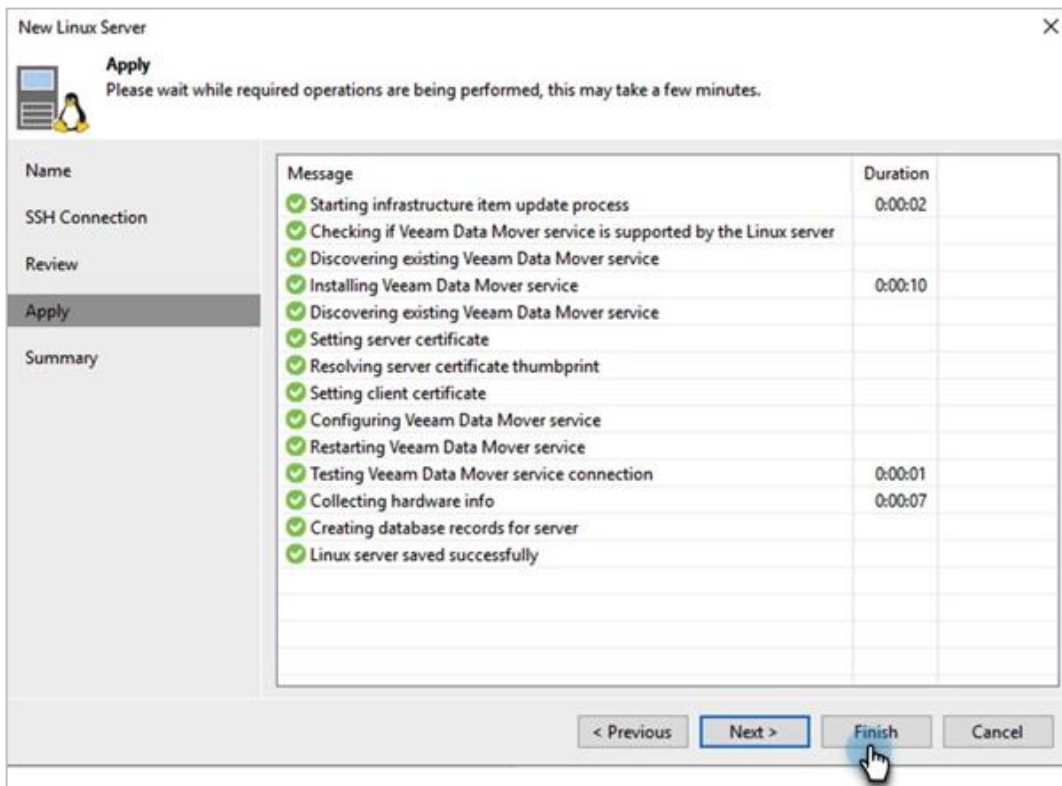 New Linux Server
Apply
Please wait while required operations are being performed, this may take a few minutes.
Name
SSH Connection
Review
Apply
Summary
Message Duration
Starting infrastructure item update process 0:00:02
Checking if Veeam Data Mover service is supported by the Linux server
Discovering existing Veeam Data Mover service
Installing Veeam Data Mover service 0:00:10
Discovering existing Veeam Data Mover service
Setting server certificate
Resolving server certificate thumbprint
Setting client certificate
Configuring Veeam Data Mover service
Restarting Veeam Data Mover service
Testing Veeam Data Mover service connection 0:00:01
Collecting hardware info 0:00:07
Creating database records for server
Linux server saved successfully
< Previous Next > Finish Cancel